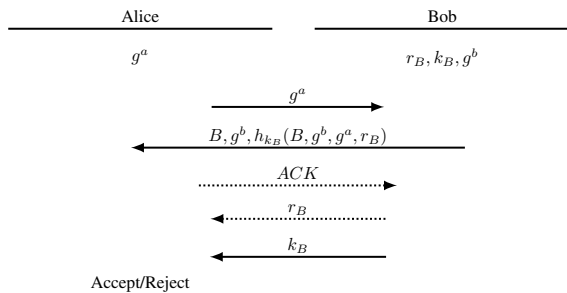 Alice Bob
g^a r_B, k_B, g^b
g^a
B, g^b, h_{k_B}(B, g^b, g^a, r_B)
ACK
r_B
k_B
Accept/Reject